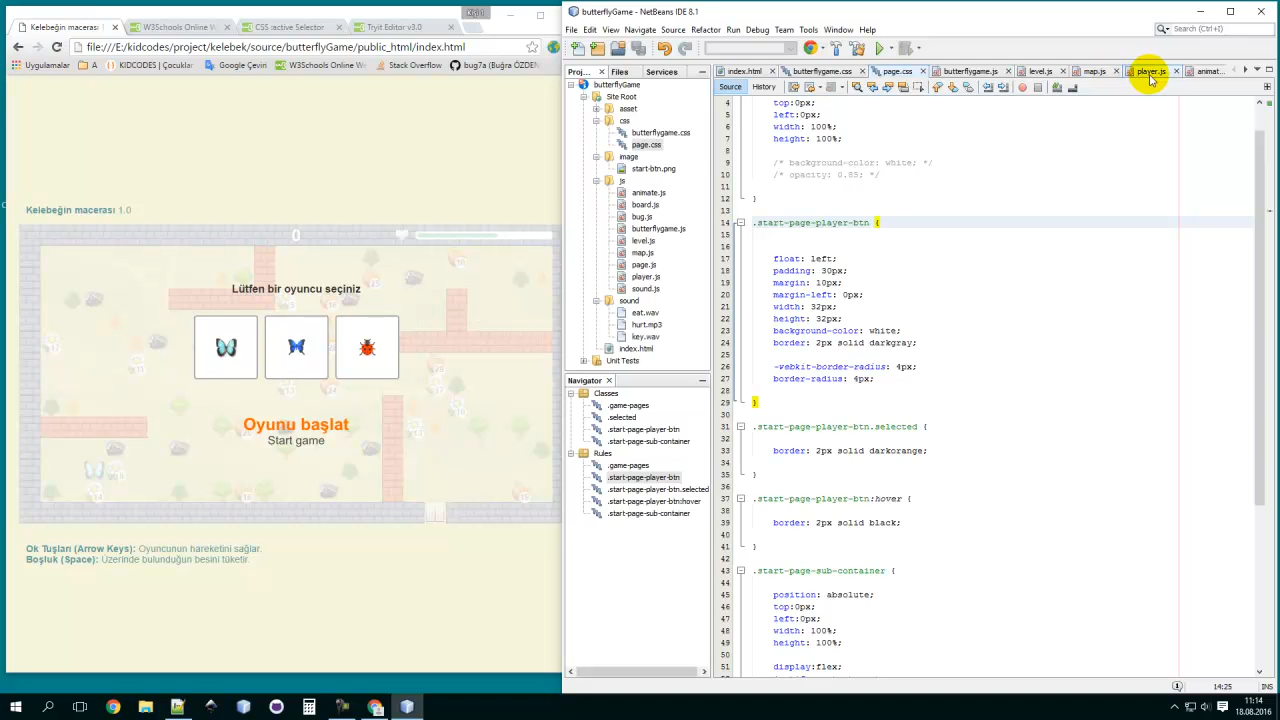 Kişi 1
butterflyGame - NetBeans IDE 8.1
Kelebeğin macerası 1.0
W3Schools Online W
CSS :active Selector
Tryit Editor v3.0
File Edit View Navigate Source Refactor Run Debug Team Tools Window Help
Search (Ctrl+I)
file:///E:/kidcodes/project/kelebek/source/butterflyGame/public_html/index.html
Uygulamalar
A
KIDCODES | Çocuklar
Google Çeviri
W3Schools Online We
Stack Overflow
bug7a (Buğra ÖZDEN
Proj...
Files
Services
index.html
butterflygame.css
page.css
butterflygame.js
level.js
map.js
player.js
animat...
Source
History
butterflyGame
Site Root
asset
css
butterflygame.css
page.css
image
start-btn.png
js
animate.js
board.js
bug.js
butterflygame.js
level.js
map.js
page.js
player.js
sound.js
sound
eat.wav
hurt.mp3
key.wav
index.html
Unit Tests
Navigator
Classes
.game-pages
.selected
.start-page-player-btn
.start-page-sub-container
Rules
.game-pages
.start-page-player-btn
.start-page-player-btn.selected
.start-page-player-btn:hover
.start-page-sub-container
4 top:0px;
5 left:0px;
6 width: 100%;
7 height: 100%;
8
9 /* background-color: white; */
10 /* opacity: 0.85; */
11
12 }
13
14 .start-page-player-btn {
17 float: left;
18 padding: 30px;
19 margin: 10px;
20 margin-left: 0px;
21 width: 32px;
22 height: 32px;
23 background-color: white;
24 border: 2px solid darkgray;
25
26 -webkit-border-radius: 4px;
27 border-radius: 4px;
28
29 }
30
31 .start-page-player-btn.selected {
32
33 border: 2px solid darkorange;
34
35 }
36
37 .start-page-player-btn:hover {
38
39 border: 2px solid black;
40
41 }
42
43 .start-page-sub-container {
44
45 position: absolute;
46 top:0px;
47 left:0px;
48 width: 100%;
49 height: 100%;
50
51 display:flex;
Kelebeğin macerası 1.0
0
Lütfen bir oyuncu seçiniz
Oyunu başlat
Start game
Ok Tuşları (Arrow Keys): Oyuncunun hareketini sağlar.
Boşluk (Space): Üzerinde bulunduğun besini tüketir.
14:25
INS
11:14
18.08.2016